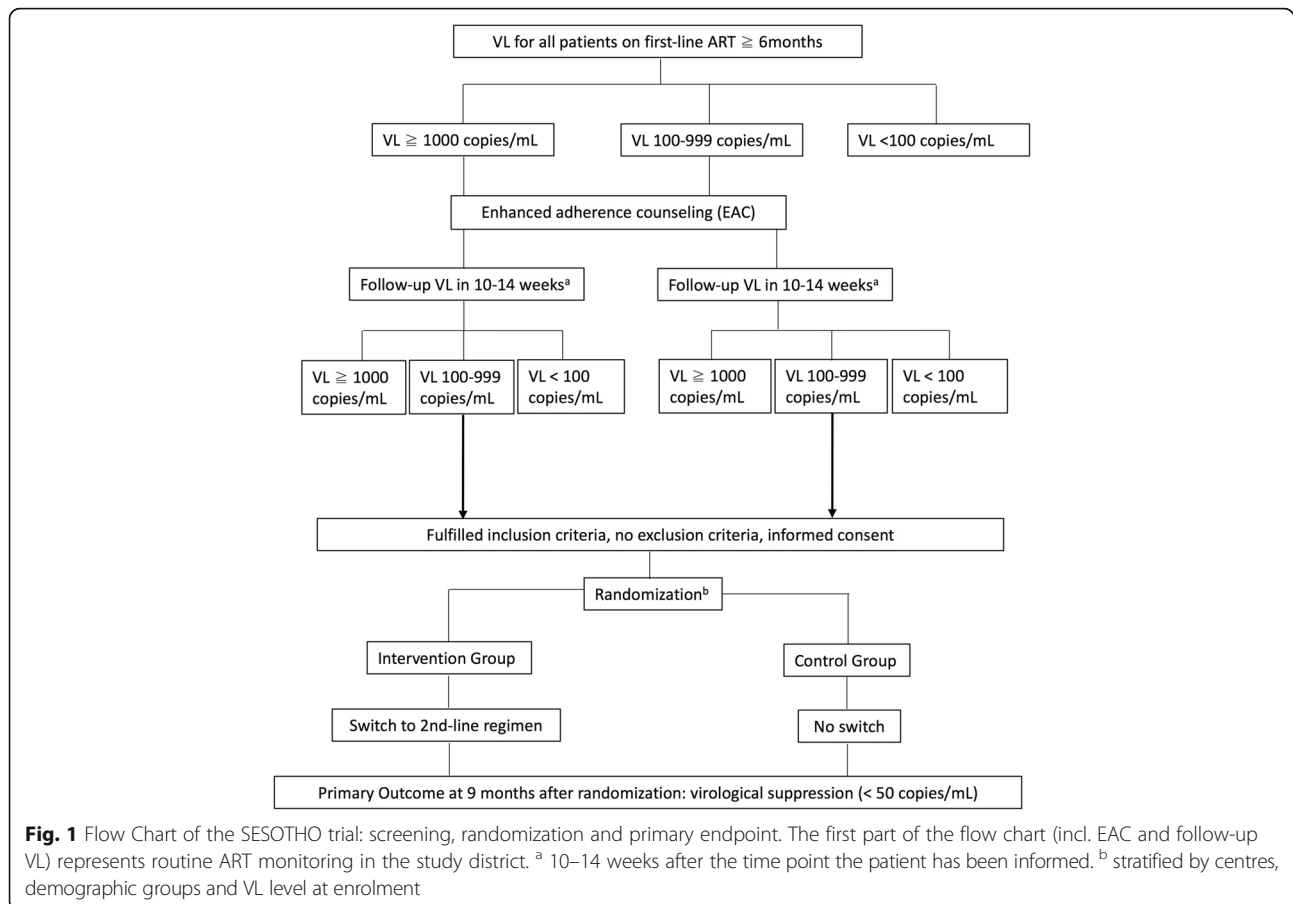 VL for all patients on first-line ART ≧ 6months
VL ≧ 1000 copies/mL
VL 100-999 copies/mL
VL <100 copies/mL
Enhanced adherence counseling (EAC)
Follow-up VL in 10-14 weeksᵃ
Follow-up VL in 10-14 weeksᵃ
VL ≧ 1000
copies/mL
VL 100-999
copies/mL
VL < 100
copies/mL
VL ≧ 1000
copies/mL
VL 100-999
copies/mL
VL < 100
copies/mL
Fulfilled inclusion criteria, no exclusion criteria, informed consent
Randomizationᵇ
Intervention Group
Control Group
Switch to 2nd-line regimen
No switch
Primary Outcome at 9 months after randomization: virological suppression (< 50 copies/mL)
Fig. 1 Flow Chart of the SESOTHO trial: screening, randomization and primary endpoint. The first part of the flow chart (incl. EAC and follow-up
VL) represents routine ART monitoring in the study district. ᵃ 10–14 weeks after the time point the patient has been informed. ᵇ stratified by centres,
demographic groups and VL level at enrolment